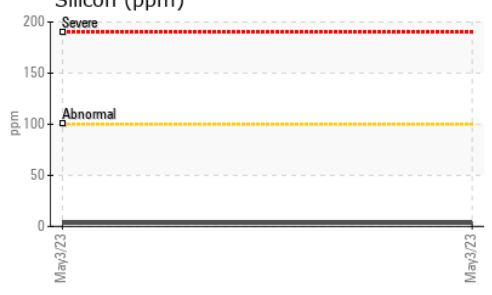 Silicon (ppm)
200
Severe
150
ppm
Abnormal
100
50
0
May3/23
May3/23